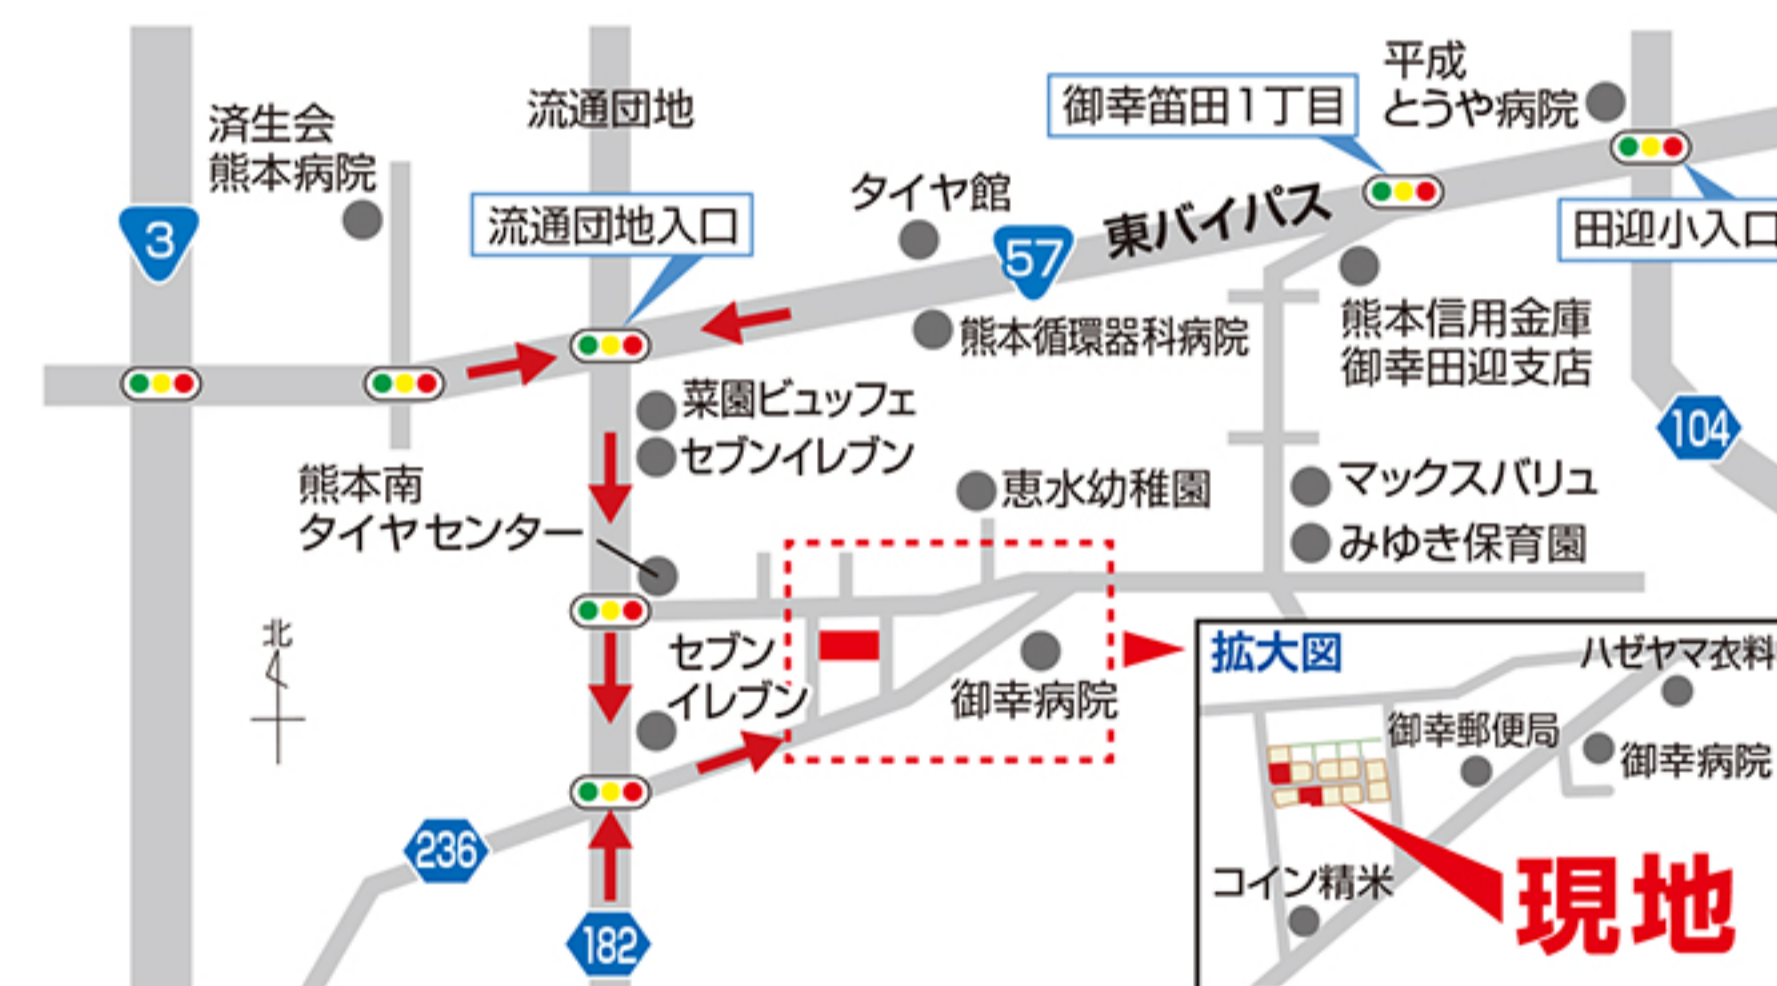 平成
とうや病院
御幸笛田1丁目
流通団地
済生会
熊本病院
タイヤ館
東バイパス
流通団地入口
田迎小入口
3
57
熊本循環器科病院
熊本信用金庫
御幸田迎支店
菜園ビュッフェ
セブンイレブン
104
熊本南
タイヤセンター
恵水幼稚園
マックスバリュ
みゆき保育園
北
セブン
イレブン
御幸病院
拡大図
ハゼヤマ衣料
御幸郵便局
御幸病院
236
コイン精米
現地
182